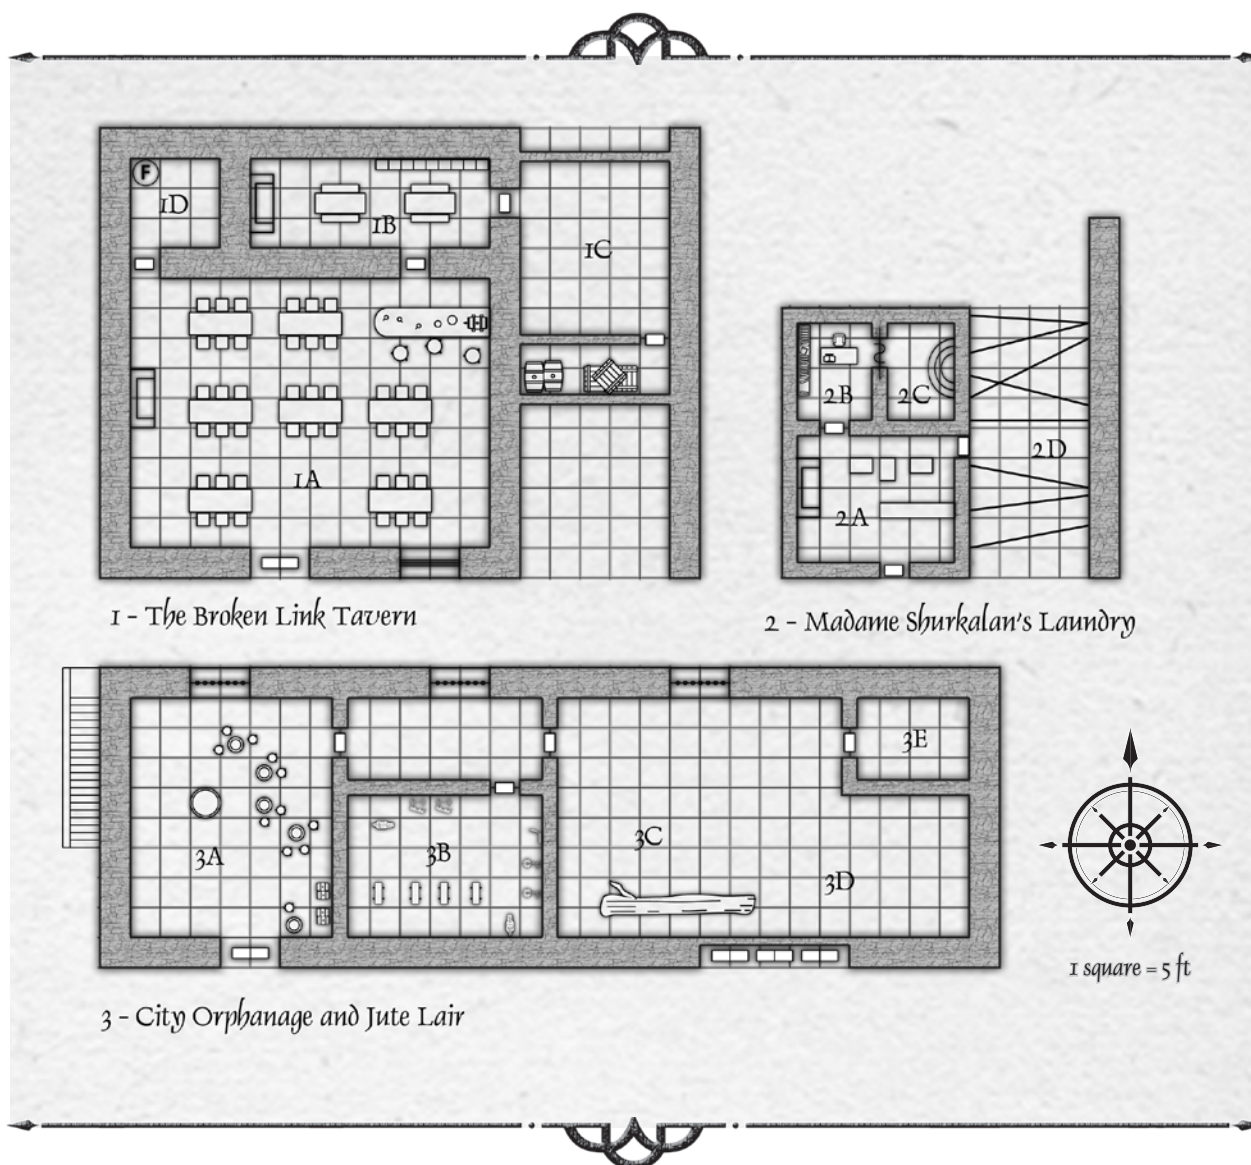 F
1D
1B
1C
1A
1 - The Broken Link Tavern
2B
2C
2D
2A
2 - Madame Shurkalan's Laundry
3E
3C
3B
3A
3D
1 square = 5 ft
3 - City Orphanage and Jute Lair